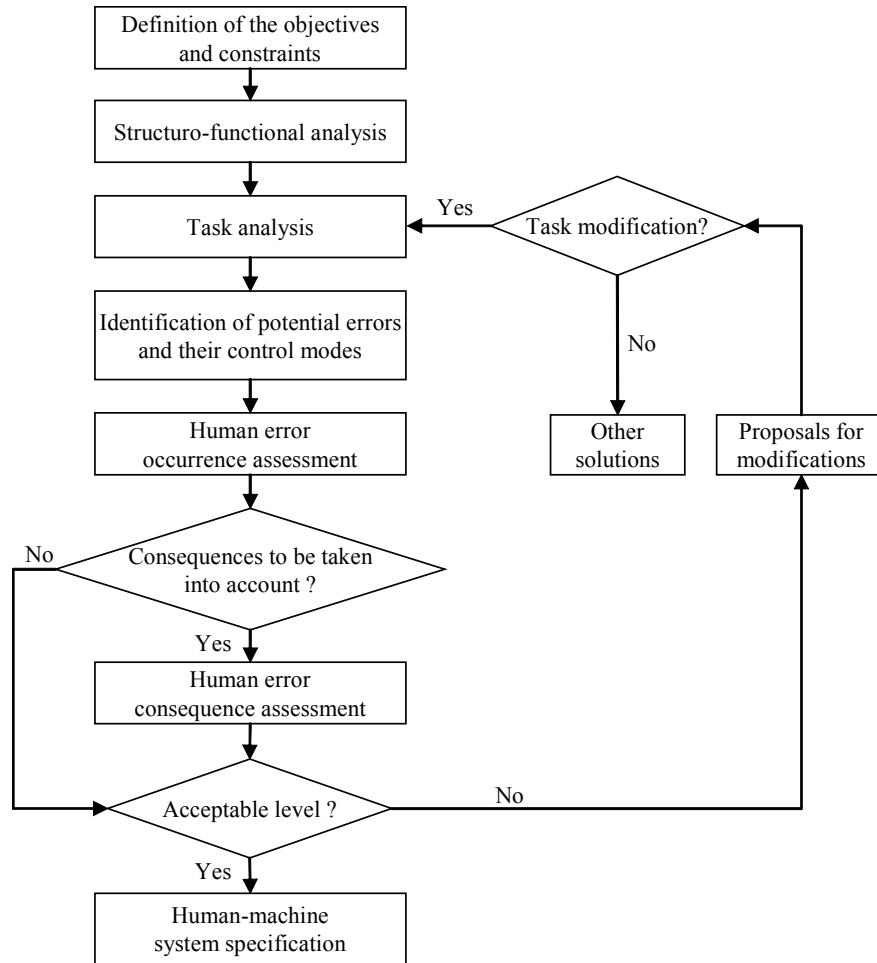 Definition of the objectives
and constraints
Structuro-functional analysis
Task analysis
Yes
Task modification?
Identification of potential errors
and their control modes
No
Human error
occurrence assessment
Other
solutions
Proposals for
modifications
No
Consequences to be taken
into account ?
Yes
Human error
consequence assessment
Acceptable level ?
No
Yes
Human-machine
system specification